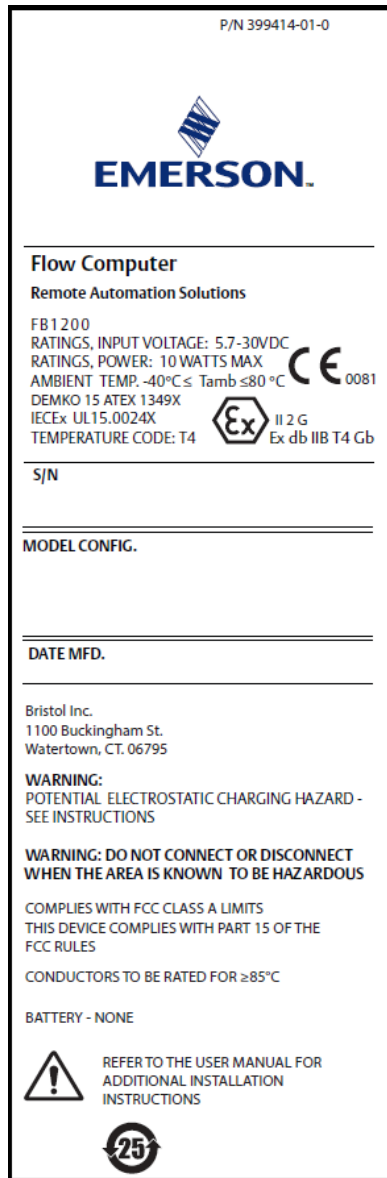 P/N 399414-01-0
EMERSON™
Flow Computer
Remote Automation Solutions
FB1200
RATINGS, INPUT VOLTAGE: 5.7-30VDC
RATINGS, POWER: 10 WATTS MAX
AMBIENT TEMP. -40°C≤ Tamb ≤80 °C
CE 0081
DEMKO 15 ATEX 1349X
IECEx UL15.0024X
TEMPERATURE CODE: T4
Ex II 2 G
Ex db IIB T4 Gb
S/N
MODEL CONFIG.
DATE MFD.
Bristol Inc.
1100 Buckingham St.
Watertown, CT. 06795
WARNING:
POTENTIAL ELECTROSTATIC CHARGING HAZARD -
SEE INSTRUCTIONS
WARNING: DO NOT CONNECT OR DISCONNECT
WHEN THE AREA IS KNOWN TO BE HAZARDOUS
COMPLIES WITH FCC CLASS A LIMITS
THIS DEVICE COMPLIES WITH PART 15 OF THE
FCC RULES
CONDUCTORS TO BE RATED FOR ≥85°C
BATTERY - NONE
REFER TO THE USER MANUAL FOR
ADDITIONAL INSTALLATION
INSTRUCTIONS
25